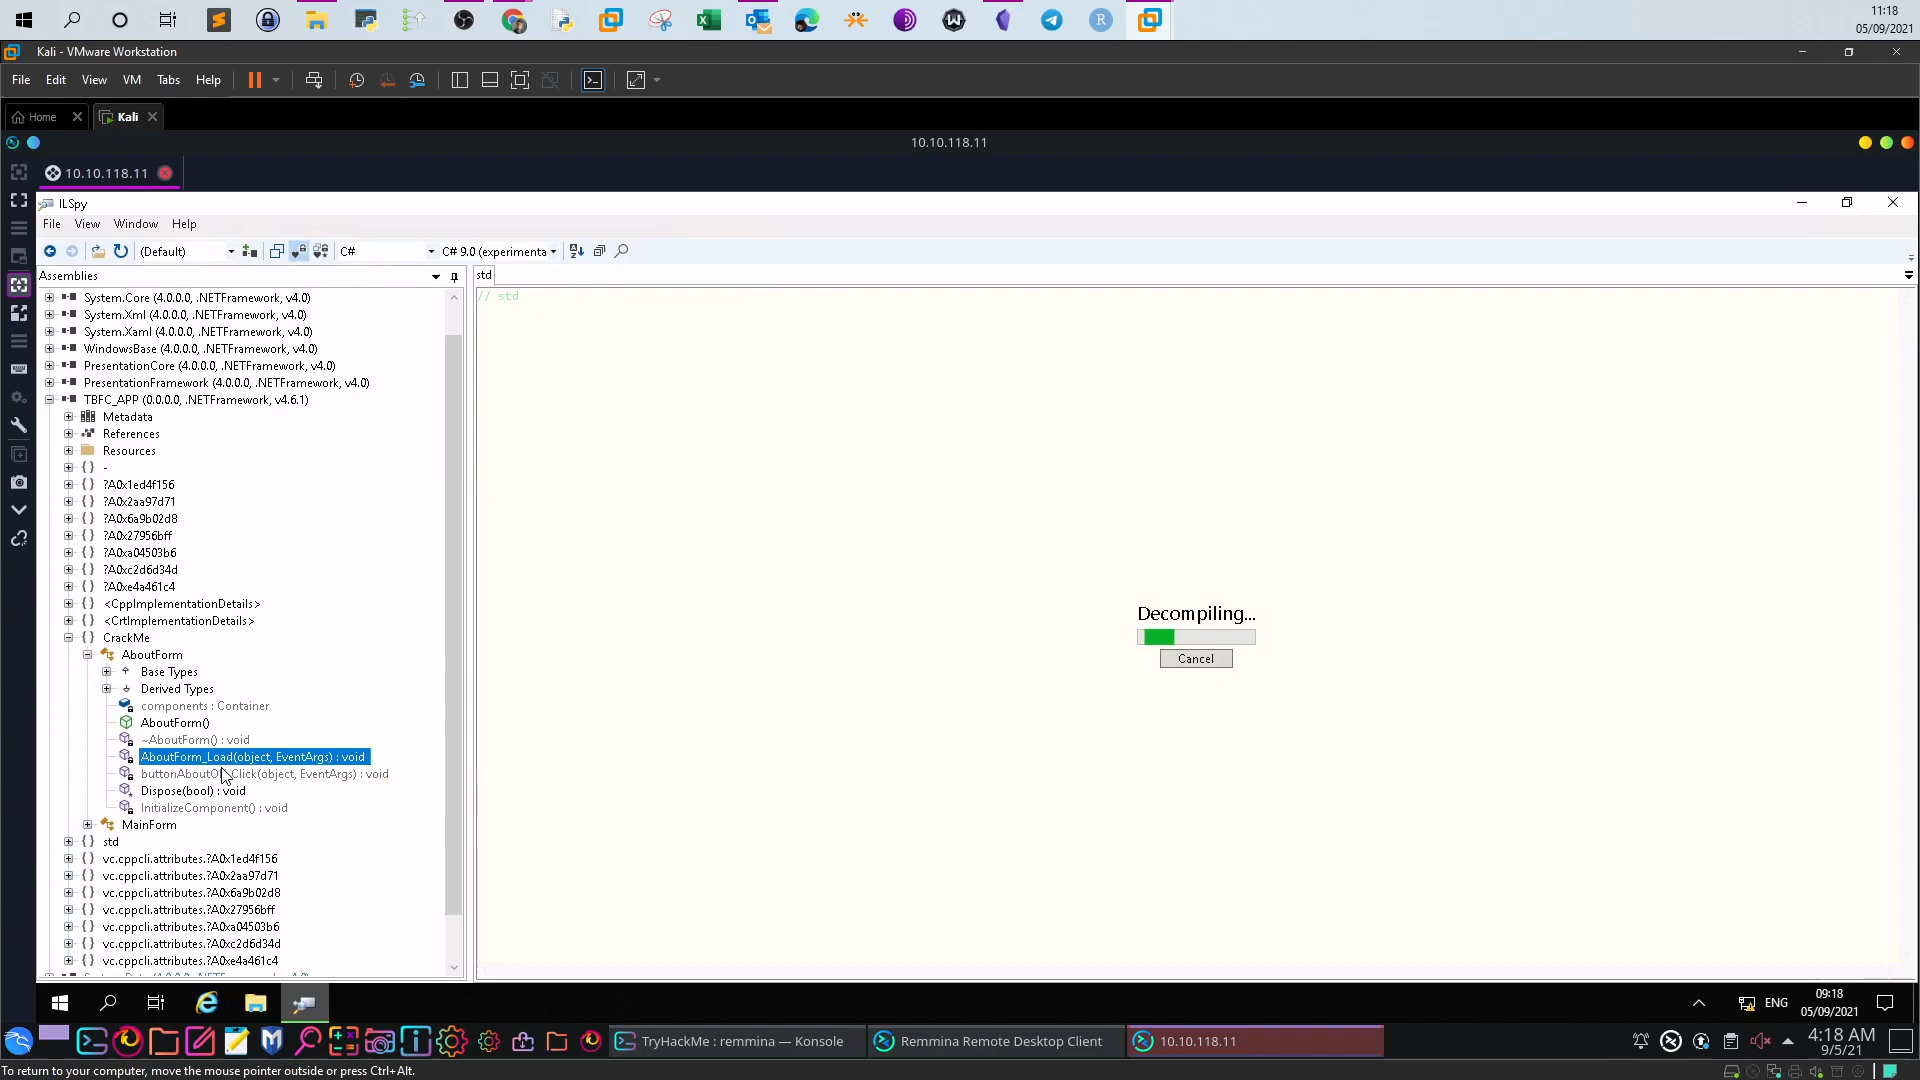 11:18
05/09/2021
Kali - VMware Workstation
File Edit View VM Tabs Help
Home
Kali
10.10.118.11
10.10.118.11
ILSpy
File View Window Help
(Default) C# C# 9.0 (experimenta
Assemblies
std
// std
System.Core (4.0.0.0, .NETFramework, v4.0)
System.Xml (4.0.0.0, .NETFramework, v4.0)
System.Xaml (4.0.0.0, .NETFramework, v4.0)
WindowsBase (4.0.0.0, .NETFramework, v4.0)
PresentationCore (4.0.0.0, .NETFramework, v4.0)
PresentationFramework (4.0.0.0, .NETFramework, v4.0)
TBFC_APP (0.0.0.0, .NETFramework, v4.6.1)
Metadata
References
Resources
{ } -
{ } ?A0x1ed4f156
{ } ?A0x2aa97d71
{ } ?A0x6a9b02d8
{ } ?A0x27956bff
{ } ?A0xa04503b6
{ } ?A0xc2d6d34d
{ } ?A0xe4a461c4
{ } <CppImplementationDetails>
{ } <CrtImplementationDetails>
{ } CrackMe
AboutForm
Base Types
Derived Types
components : Container
AboutForm()
~AboutForm() : void
AboutForm_Load(object, EventArgs) : void
buttonAboutO Click(object, EventArgs) : void
Dispose(bool) : void
InitializeComponent() : void
MainForm
{ } std
{ } vc.cppcli.attributes.?A0x1ed4f156
{ } vc.cppcli.attributes.?A0x2aa97d71
{ } vc.cppcli.attributes.?A0x6a9b02d8
{ } vc.cppcli.attributes.?A0x27956bff
{ } vc.cppcli.attributes.?A0xa04503b6
{ } vc.cppcli.attributes.?A0xc2d6d34d
{ } vc.cppcli.attributes.?A0xe4a461c4
Decompiling...
Cancel
ENG
09:18
05/09/2021
TryHackMe : remmina — Konsole
Remmina Remote Desktop Client
10.10.118.11
4:18 AM
9/5/21
To return to your computer, move the mouse pointer outside or press Ctrl+Alt.